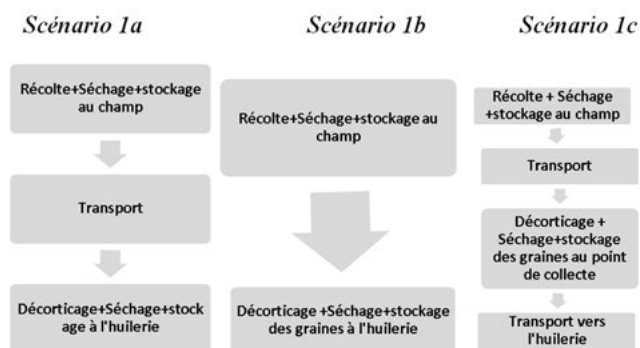 Scénario 1a
Récolte+Séchage+stockage
au champ
Transport
Décorticage+Séchage+stock
age à l'huilerie
Scénario 1b
Récolte+Séchage+stockage au
champ
Décorticage +Séchage+stockage
des graines à l'huilerie
Scénario 1c
Récolte + Séchage
+stockage au champ
Transport
Décorticage +
Séchage+stockage
des graines au point
de collecte
Transport vers
l'huilerie